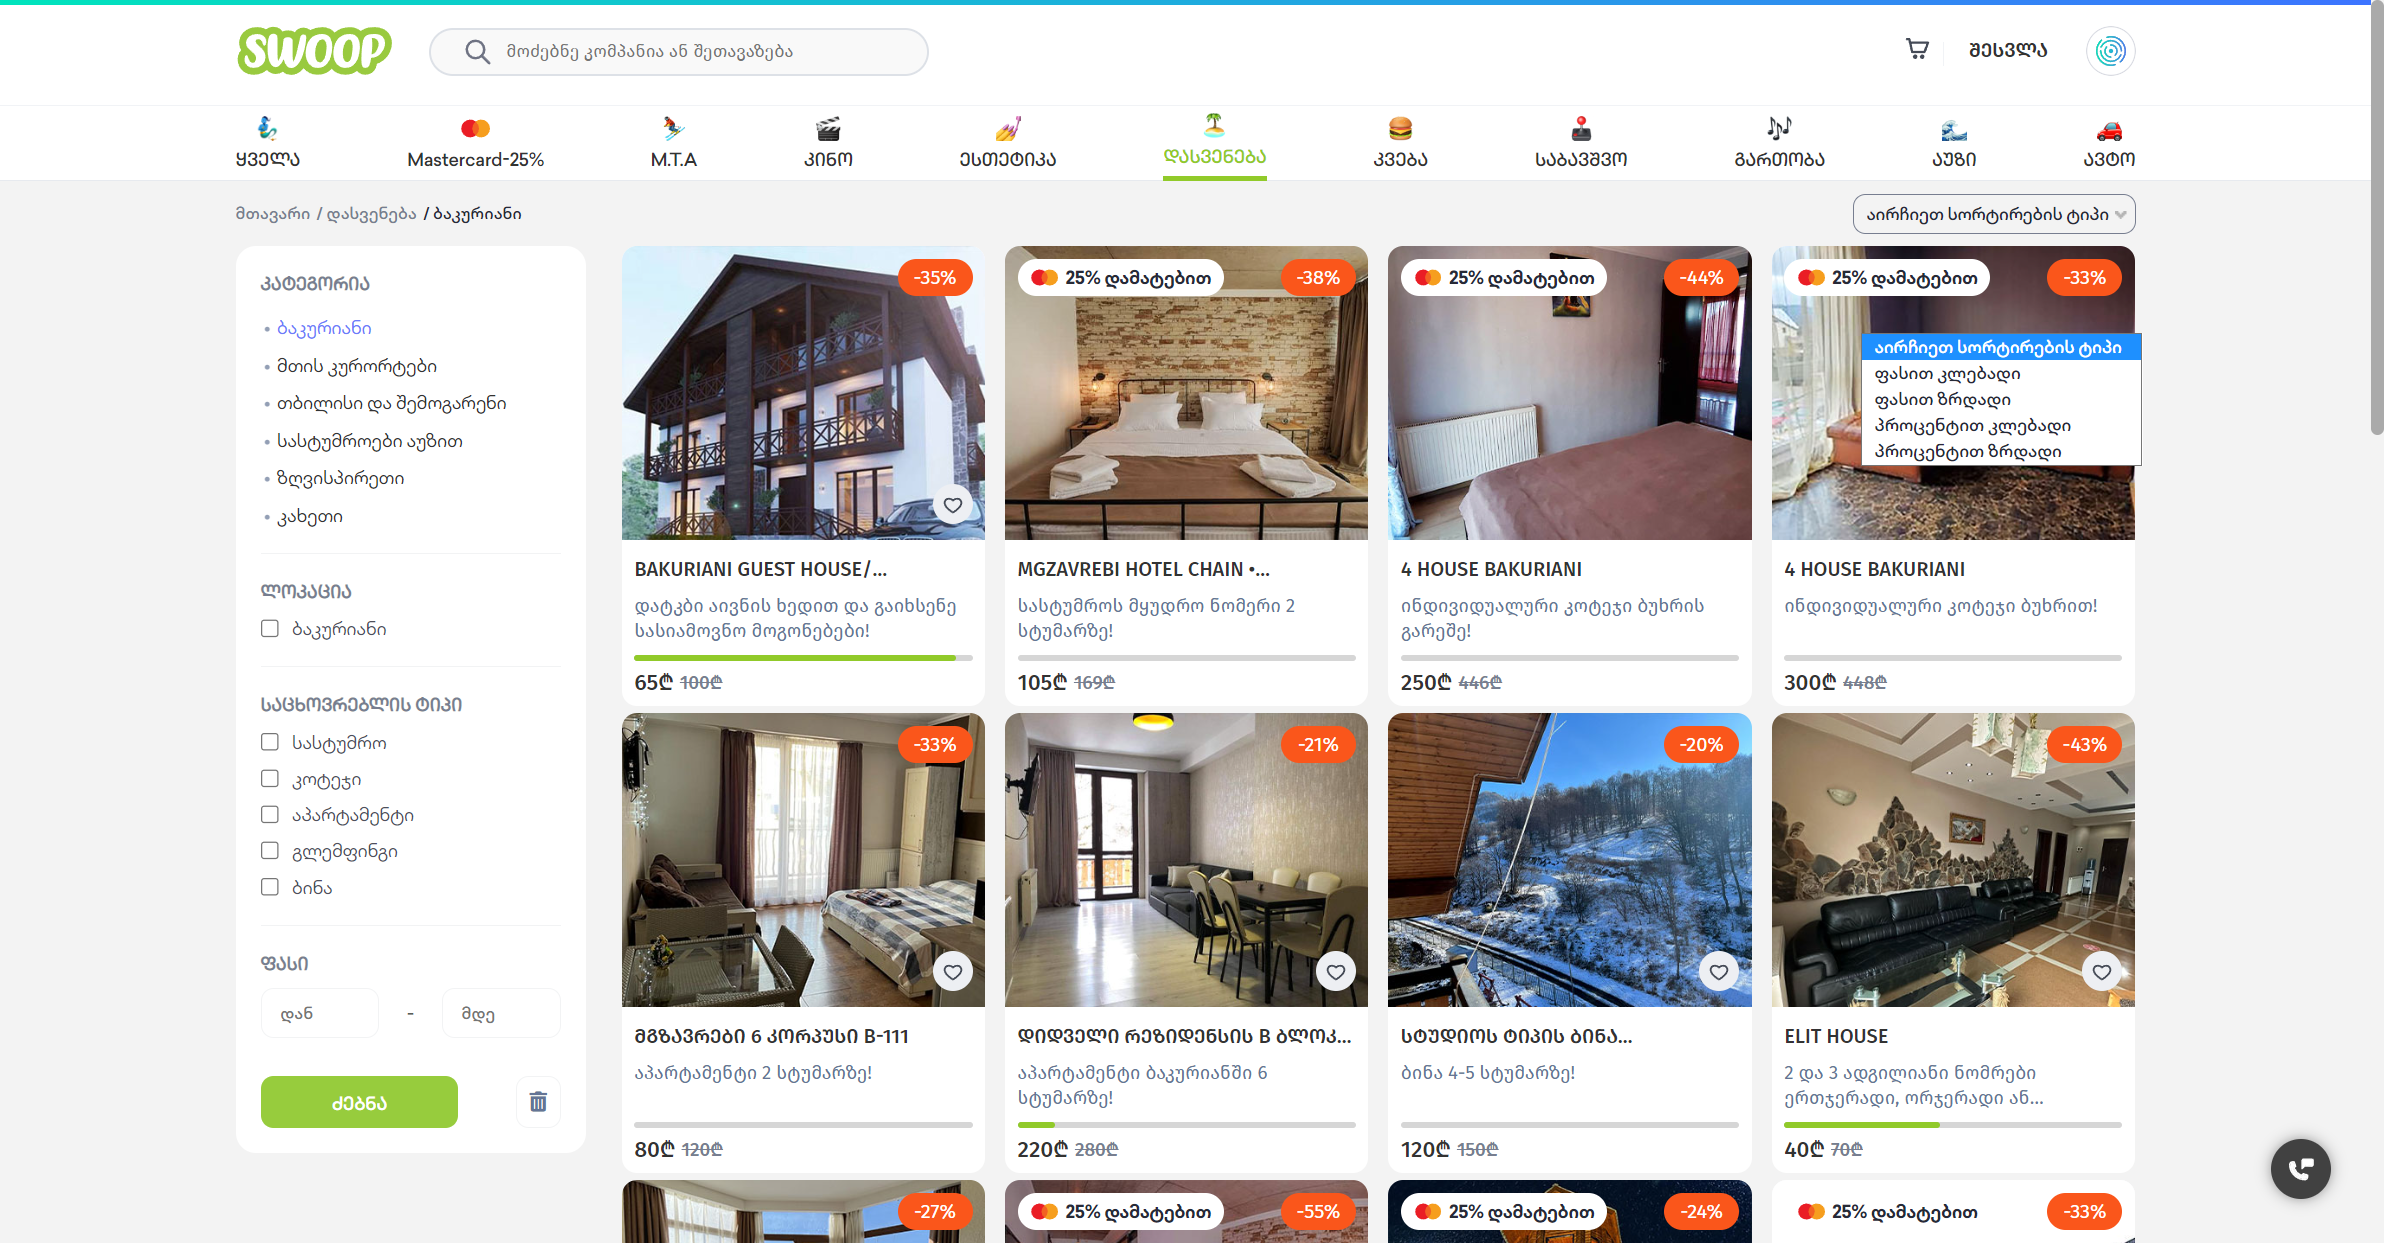 SWOOP
მოძებნე კომპანია ან შეთავაზება
შესვლა
ყველა
Mastercard-25%
M.T.A
კინო
ესთეტიკა
დასვენება
კვება
საბავშვო
გართობა
აუზი
ავტო
მთავარი / დასვენება / ბაკურიანი
აირჩიეთ სორტირების ტიპი
აირჩიეთ სორტირების ტიპი
ფასით კლებადი
ფასით ზრდადი
პროცენტით კლებადი
პროცენტით ზრდადი
კატეგორია
• ბაკურიანი
• მთის კურორტები
• თბილისი და შემოგარენი
• სასტუმროები აუზით
• ზღვისპირეთი
• კახეთი
ლოკაცია
ბაკურიანი
საცხოვრებლის ტიპი
სასტუმრო
კოტეჯი
აპარტამენტი
გლემფინგი
ბინა
ფასი
დან - მდე
ძებნა
-35%
BAKURIANI GUEST HOUSE/...
დატკბი აივნის ხედით და გაიხსენე
სასიამოვნო მოგონებები!
65₾ 100₾
25% დამატებით -38%
MGZAVREBI HOTEL CHAIN •...
სასტუმროს მყუდრო ნომერი 2
სტუმარზე!
105₾ 169₾
25% დამატებით -44%
4 HOUSE BAKURIANI
ინდივიდუალური კოტეჯი ბუხრის
გარეშე!
250₾ 446₾
25% დამატებით -33%
4 HOUSE BAKURIANI
ინდივიდუალური კოტეჯი ბუხრით!
300₾ 448₾
-33%
მგზავრები 6 კორპუსი B-111
აპარტამენტი 2 სტუმარზე!
80₾ 120₾
-21%
დიდველი რეზიდენსის B ბლოკ...
აპარტამენტი ბაკურიანში 6
სტუმარზე!
220₾ 280₾
-20%
სტუდიოს ტიპის ბინა...
ბინა 4-5 სტუმარზე!
120₾ 150₾
-43%
ELIT HOUSE
2 და 3 ადგილიანი ნომრები
ერთჯერადი, ორჯერადი ან...
40₾ 70₾
-27%
25% დამატებით -55%
25% დამატებით -24%
25% დამატებით -33%